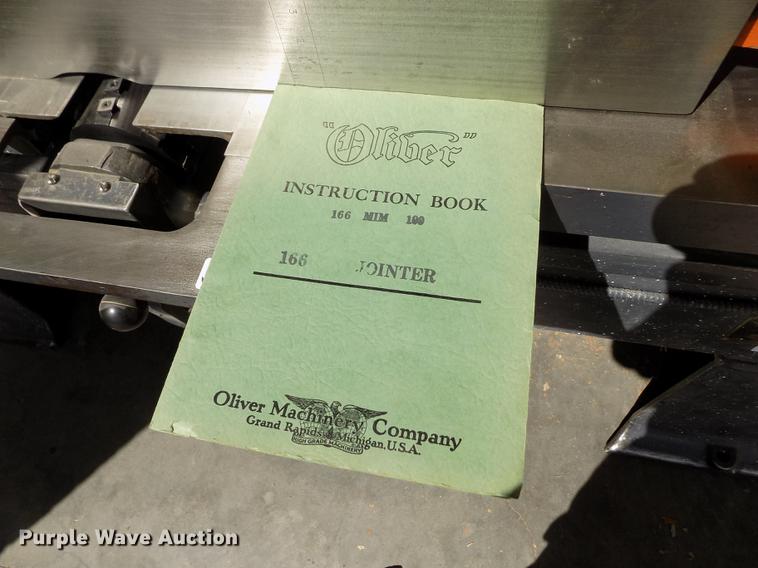 "Oliver"
INSTRUCTION BOOK
166 MIM 199
166 JOINTER
Oliver Machinery Company
Grand Rapids, Michigan, U.S.A.
HIGH GRADE MACHINERY
Purple Wave Auction